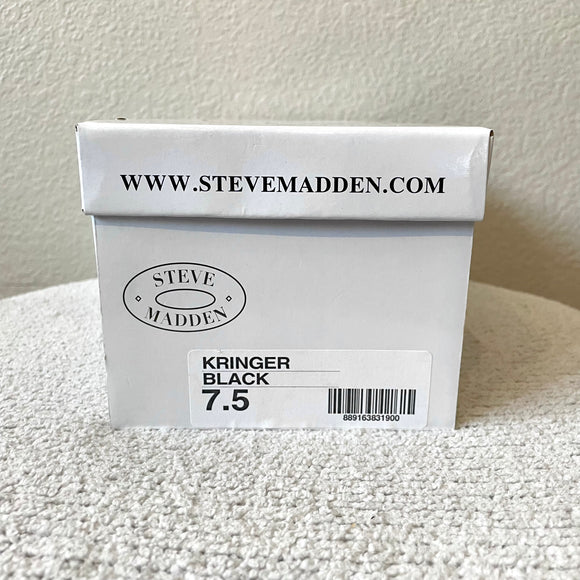 WWW.STEVEMADDEN.COM
STEVE
MADDEN
KRINGER
BLACK
7.5
889163831900